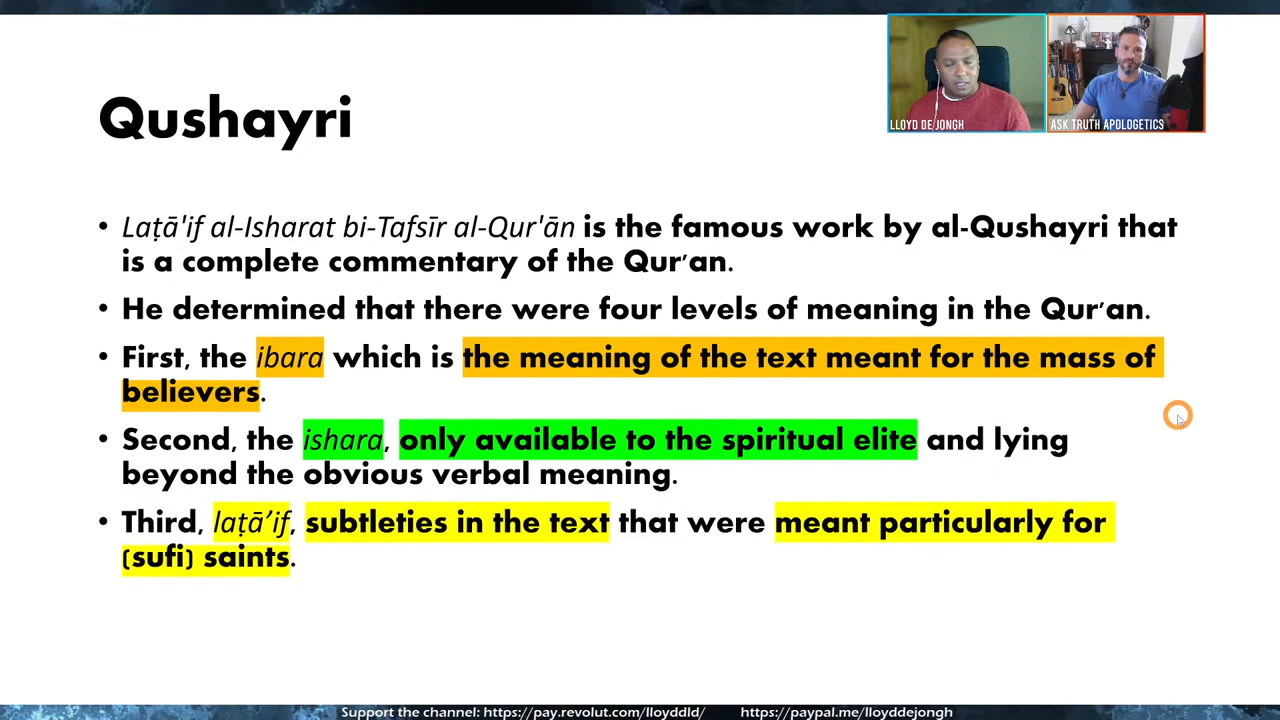 LLOYD DE JONGH
ASK TRUTH APOLOGETICS
Qushayri
• Laṭā'if al-Isharat bi-Tafsīr al-Qur'ān is the famous work by al-Qushayri that
is a complete commentary of the Qur'an.
• He determined that there were four levels of meaning in the Qur'an.
• First, the ibara which is the meaning of the text meant for the mass of
believers.
• Second, the ishara, only available to the spiritual elite and lying
beyond the obvious verbal meaning.
• Third, laṭā’if, subtleties in the text that were meant particularly for
(sufi) saints.
Support the channel: https://pay.revolut.com/lloyddld/ https://paypal.me/lloyddejongh